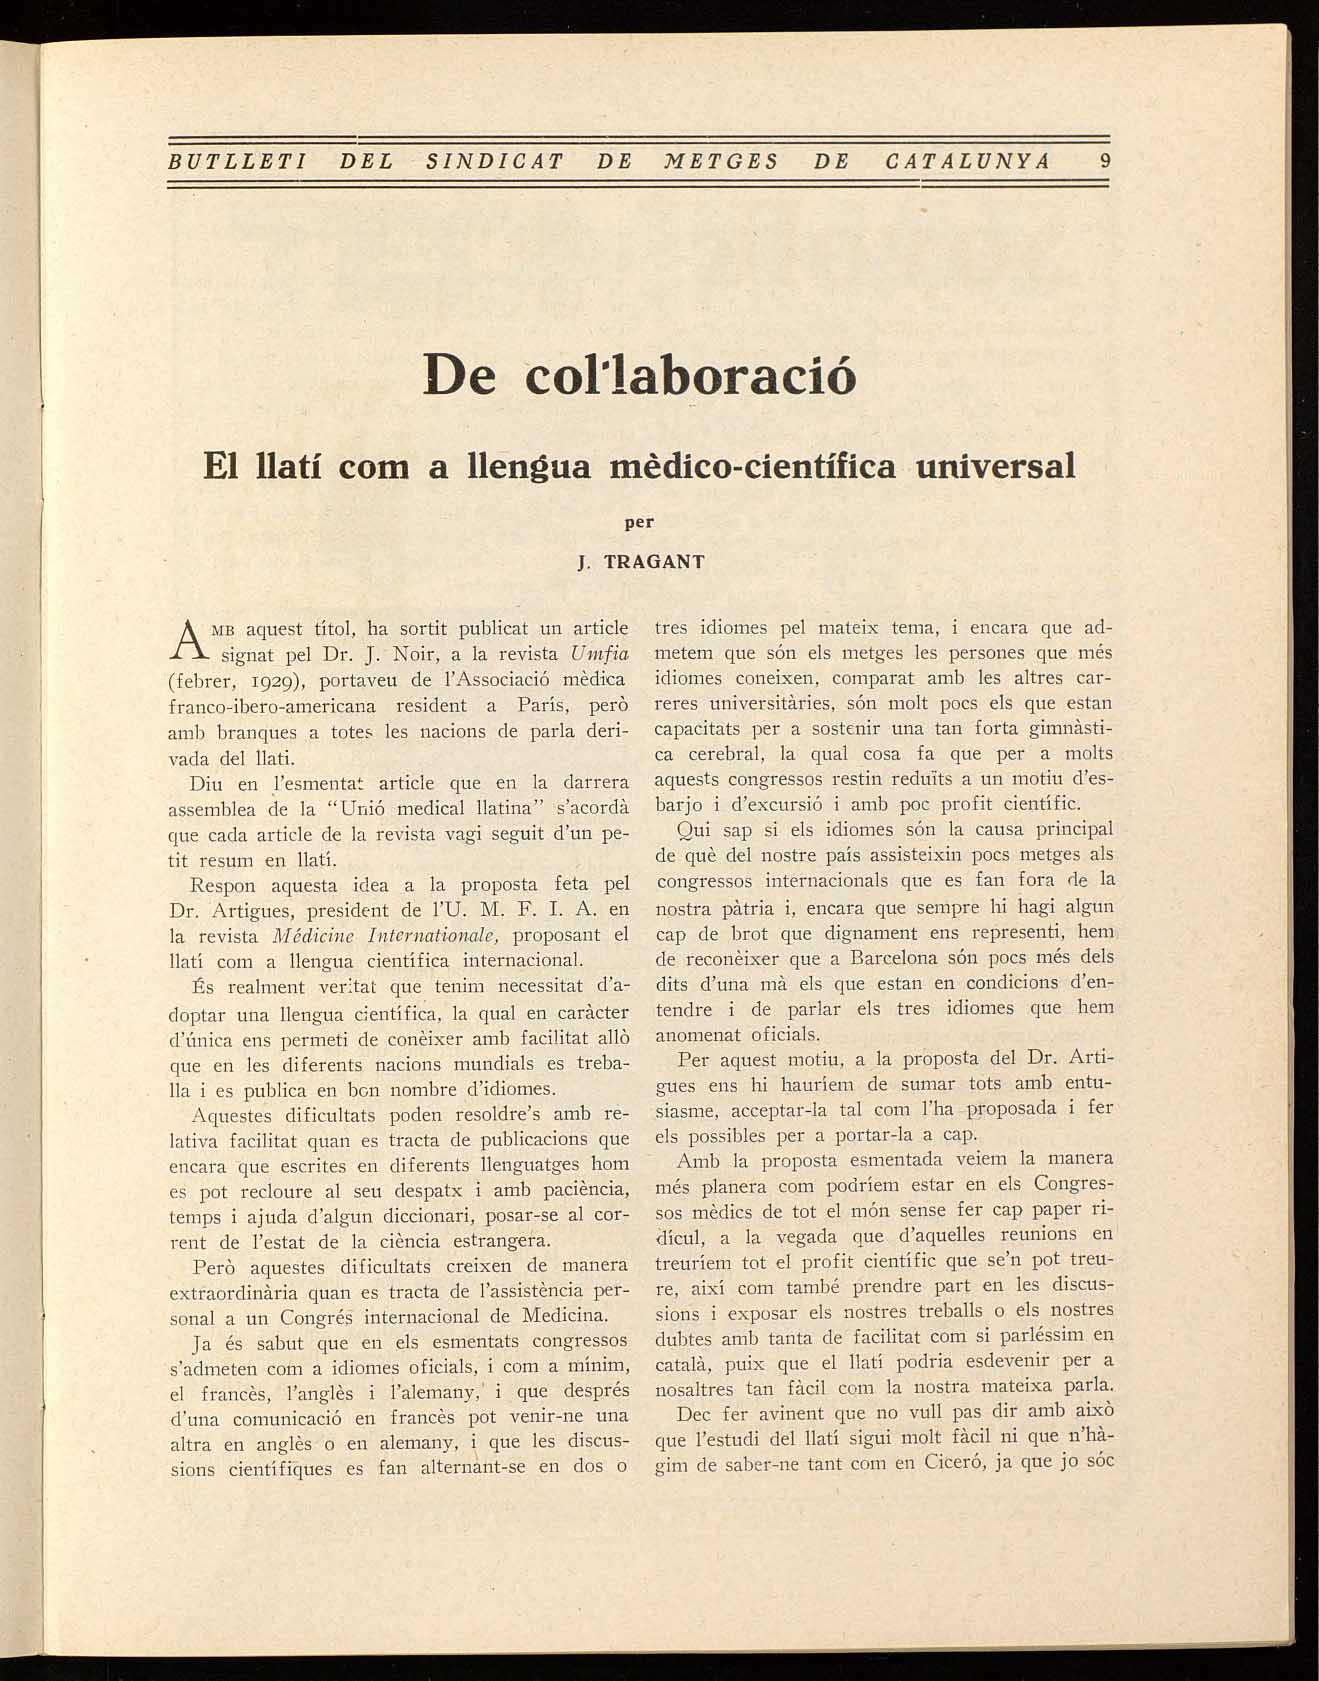 BUTLLETI DEL SINDICAT DE METGES DE CATALUNYA 9
De col·laboració
El llatí com a llengua mèdico-científica universal
per
J. TRAGANT
AMB aquest títol, ha sortit publicat un article
signat pel Dr. J. Noir, a la revista Umfia
(febrer, 1929), portaveu de l'Associació mèdica
franco-ibero-americana resident a París, però
amb branques a totes les nacions de parla deri-
vada del llati.
Diu en l'esmentat article que en la darrera
assemblea de la "Unió medical llatina" s'acordà
que cada article de la revista vagi seguit d'un pe-
tit resum en llatí.
Respon aquesta idea a la proposta feta pel
Dr. Artigues, president de l'U. M. F. I. A. en
la revista Médicine Internationale, proposant el
llatí com a llengua científica internacional.
És realment veritat que tenim necessitat d'a-
doptar una llengua científica, la qual en caràcter
d'única ens permeti de conèixer amb facilitat allò
que en les diferents nacions mundials es treba-
lla i es publica en bon nombre d'idiomes.
Aquestes dificultats poden resoldre's amb re-
lativa facilitat quan es tracta de publicacions que
encara que escrites en diferents llenguatges hom
es pot recloure al seu despatx i amb paciència,
temps i ajuda d'algun diccionari, posar-se al cor-
rent de l'estat de la ciència estrangera.
Però aquestes dificultats creixen de manera
extraordinària quan es tracta de l'assistència per-
sonal a un Congrés internacional de Medicina.
Ja és sabut que en els esmentats congressos
s'admeten com a idiomes oficials, i com a mínim,
el francès, l'anglès i l'alemany, i que després
d'una comunicació en francès pot venir-ne una
altra en anglès o en alemany, i que les discus-
sions científiques es fan alternant-se en dos o
tres idiomes pel mateix tema, i encara que ad-
metem que són els metges les persones que més
idiomes coneixen, comparat amb les altres car-
reres universitàries, són molt pocs els que estan
capacitats per a sostenir una tan forta gimnàsti-
ca cerebral, la qual cosa fa que per a molts
aquests congressos restin reduïts a un motiu d'es-
barjo i d'excursió i amb poc profit científic.
Qui sap si els idiomes són la causa principal
de què del nostre país assisteixin pocs metges als
congressos internacionals que es fan fora de la
nostra pàtria i, encara que sempre hi hagi algun
cap de brot que dignament ens representi, hem
de reconèixer que a Barcelona són pocs més dels
dits d'una mà els que estan en condicions d'en-
tendre i de parlar els tres idiomes que hem
anomenat oficials.
Per aquest motiu, a la proposta del Dr. Arti-
gues ens hi hauríem de sumar tots amb entu-
siasme, acceptar-la tal com l'ha proposada i fer
els possibles per a portar-la a cap.
Amb la proposta esmentada veiem la manera
més planera com podríem estar en els Congres-
sos mèdics de tot el món sense fer cap paper ri-
dícul, a la vegada que d'aquelles reunions en
treuríem tot el profit científic que se'n pot treu-
re, així com també prendre part en les discus-
sions i exposar els nostres treballs o els nostres
dubtes amb tanta de facilitat com si parléssim en
català, puix que el llatí podria esdevenir per a
nosaltres tan fàcil com la nostra mateixa parla.
Dec fer avinent que no vull pas dir amb això
que l'estudi del llatí sigui molt fàcil ni que n'hà-
gim de saber-ne tant com en Ciceró, ja que jo sóc